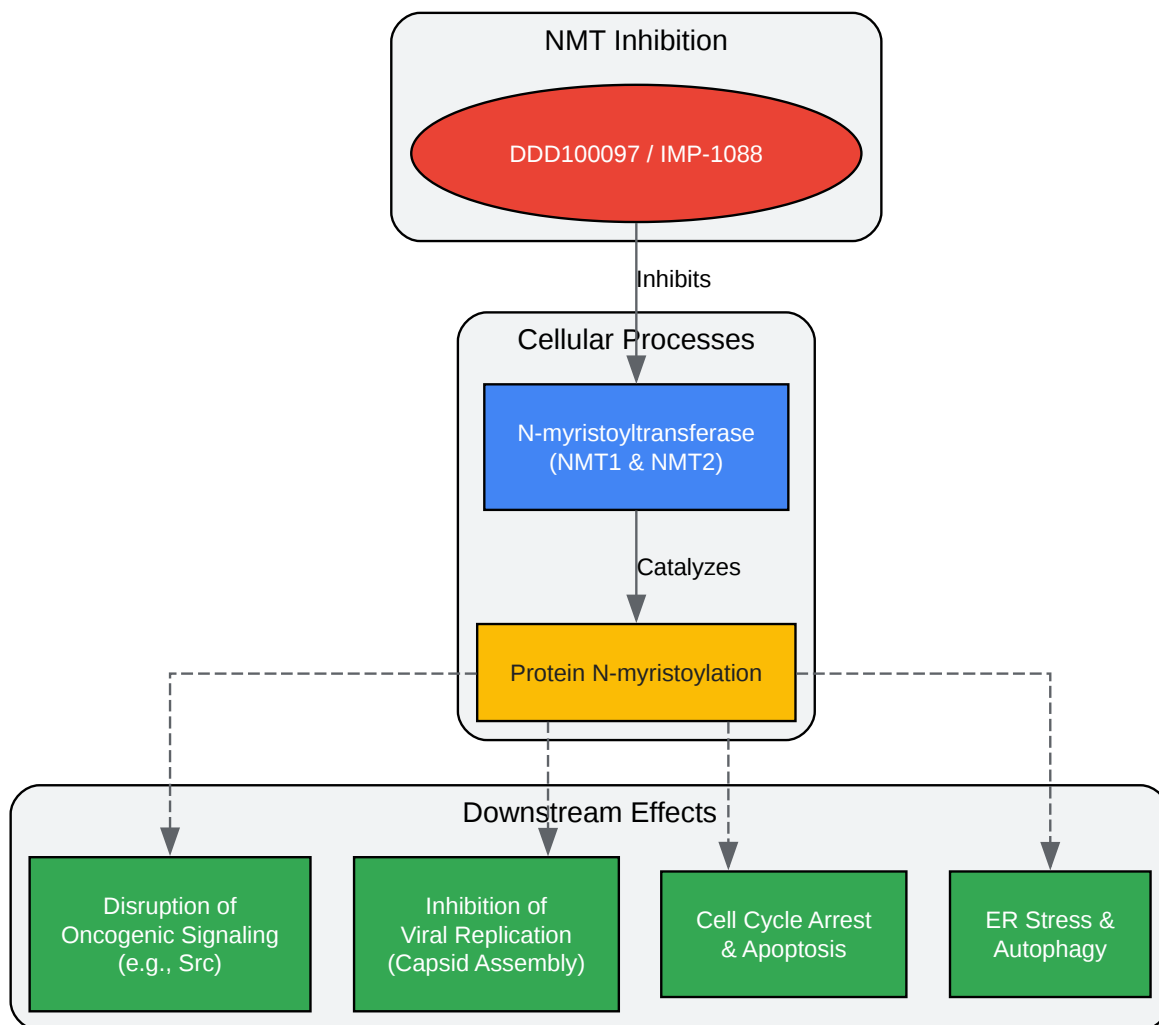 NMT Inhibition
DDD100097 / IMP-1088
Inhibits
Cellular Processes
N-myristoyltransferase
(NMT1 & NMT2)
Catalyzes
Protein N-myristoylation
Downstream Effects
Disruption of
Oncogenic Signaling
(e.g., Src)
Inhibition of
Viral Replication
(Capsid Assembly)
Cell Cycle Arrest
& Apoptosis
ER Stress &
Autophagy